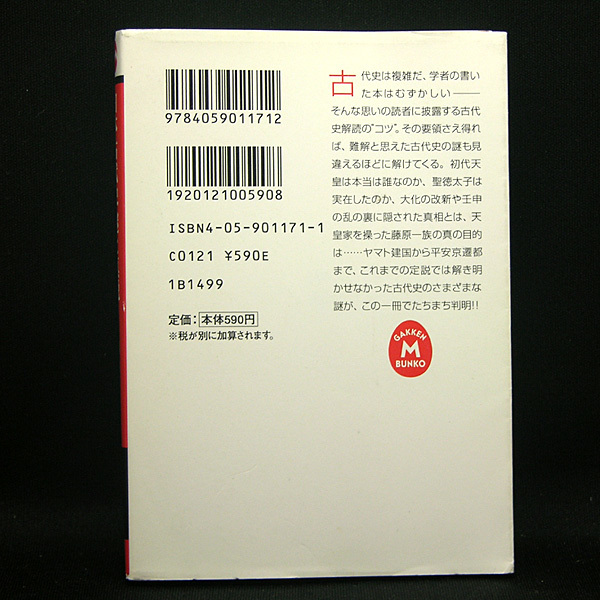 9784059011712
1920121005908
ISBN4-05-901171-1
C0121 ¥590E
1B1499
定価：本体590円
※税が別に加算されます。
古代史は複雑だ、学者の書い
た本はむずかしい――
そんな思いの読者に披露する古代
史解読の“コツ”。その要領さえ得れ
ば、難解と思えた古代史の謎も見
違えるほどに解けてくる。初代天
皇は本当は誰なのか、聖徳太子は
実在したのか、大化の改新や壬申
の乱の裏に隠された真相とは、天
皇家を操った藤原一族の真の目的
は……ヤマト建国から平安京遷都
まで、これまでの定説では解き明
かせなかった古代史のさまざまな
謎が、この一冊でたちまち判明!!
GAKKEN
M
BUNKO